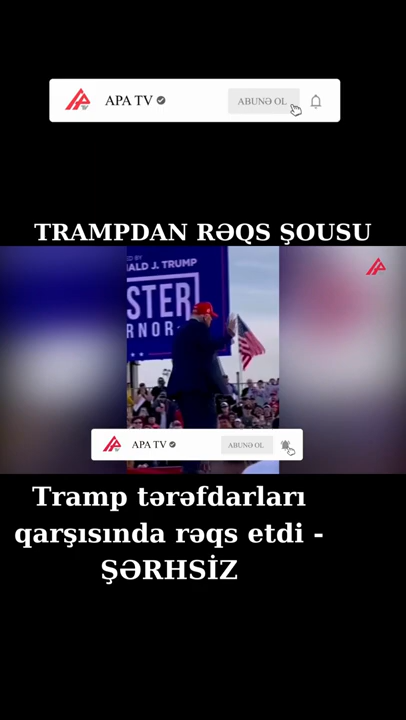 APA TV
ABUNƏ OL
TRAMPDAN RƏQS ŞOUSU
ALD J. TRUMP
STER
RNOR
APA TV
ABUNƏ OL
Tramp tərəfdarları
qarşısında rəqs etdi -
ŞƏRHSİZ